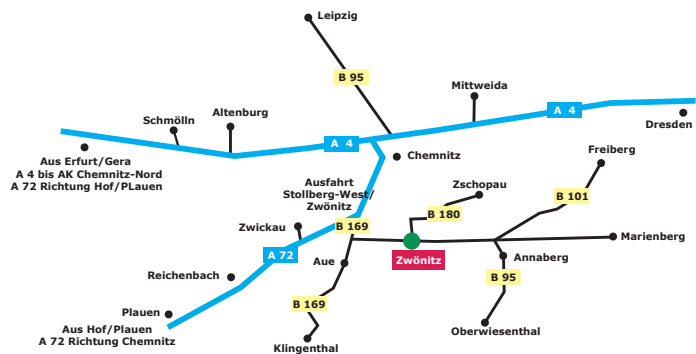 Leipzig
B 95
Mittweida
A 4
Altenburg
Schmölln
Dresden
A 4
Aus Erfurt/Gera
A 4 bis AK Chemnitz-Nord
A 72 Richtung Hof/PLauen
Chemnitz
Freiberg
Ausfahrt
Stollberg-West/
Zwönitz
Zschopau
B 101
B 180
Zwickau
B 169
Marienberg
A 72
Zwönitz
Annaberg
Aue
Reichenbach
B 95
B 169
Plauen
Aus Hof/Plauen
A 72 Richtung Chemnitz
Oberwiesenthal
Klingenthal